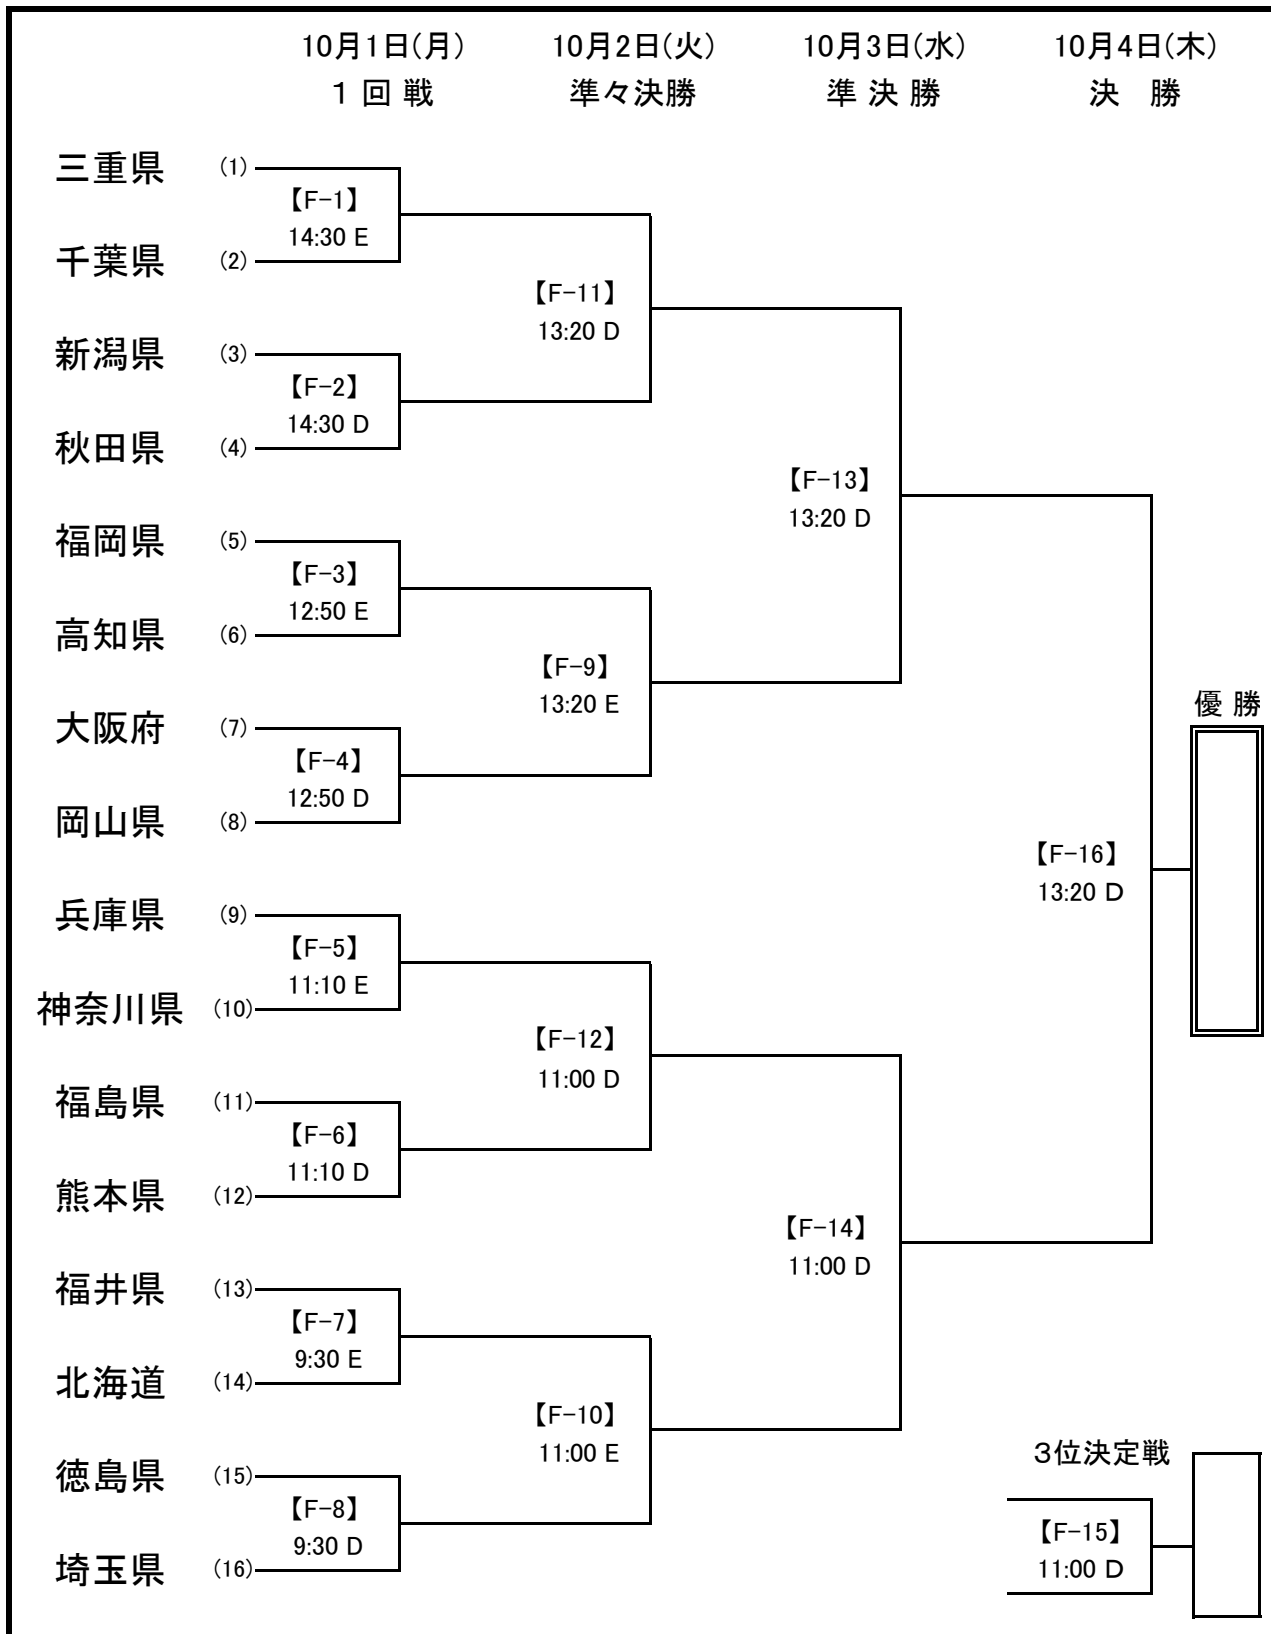 10月1日(月) 10月2日(火) 10月3日(水) 10月4日(木)
1 回 戦 準々決勝 準 決 勝 決 勝
三重県 (1)
【F-1】
14:30 E
千葉県 (2)
【F-11】
13:20 D
新潟県 (3)
【F-2】
14:30 D
秋田県 (4)
【F-13】
13:20 D
福岡県 (5)
【F-3】
12:50 E
高知県 (6)
【F-9】
13:20 E
大阪府 (7)
優 勝
【F-4】
12:50 D
岡山県 (8)
【F-16】
13:20 D
兵庫県 (9)
【F-5】
11:10 E
神奈川県 (10)
【F-12】
11:00 D
福島県 (11)
【F-6】
11:10 D
熊本県 (12)
【F-14】
11:00 D
福井県 (13)
【F-7】
9:30 E
北海道 (14)
【F-10】
11:00 E
3位決定戦
徳島県 (15)
【F-8】
9:30 D
【F-15】
11:00 D
埼玉県 (16)